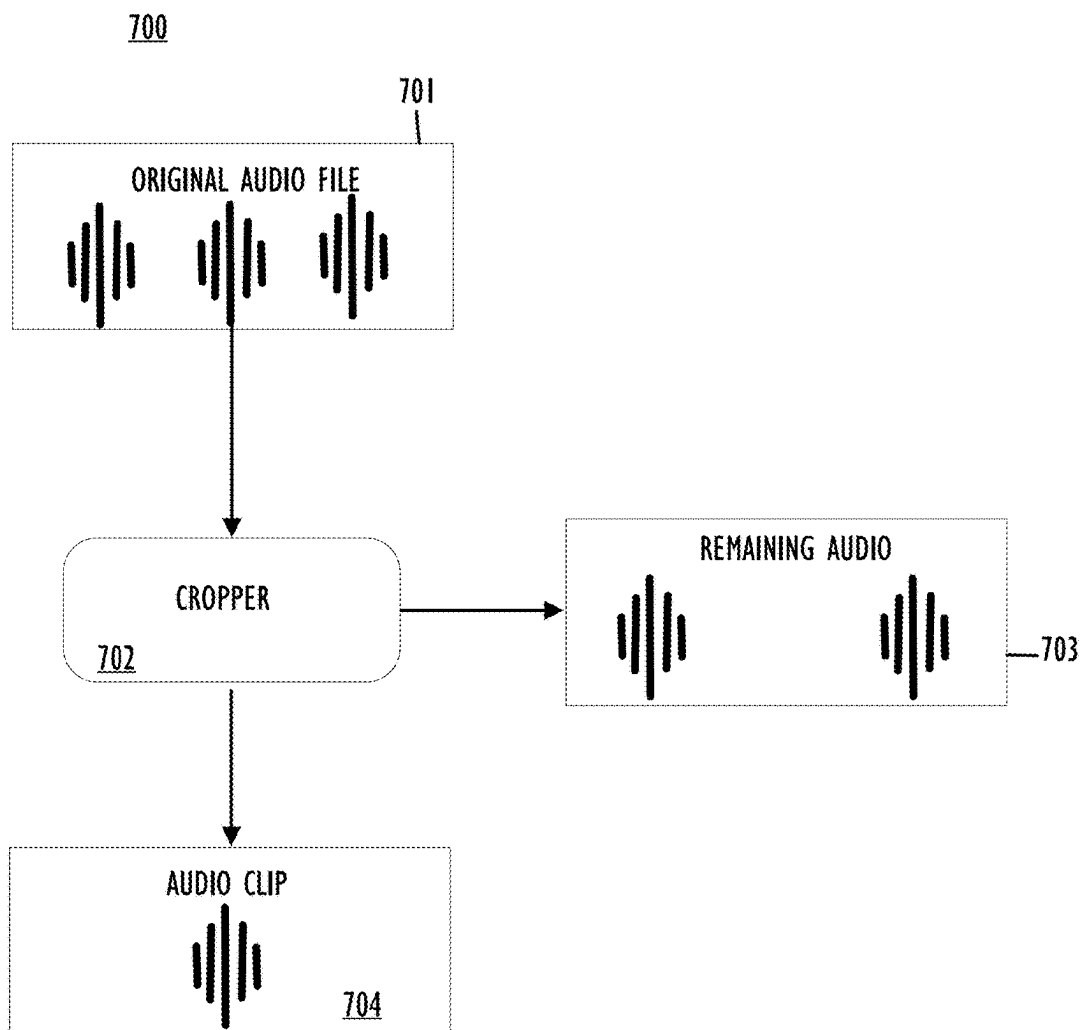 700
701
ORIGINAL AUDIO FILE
CROPPER
702
REMAINING AUDIO
703
AUDIO CLIP
704